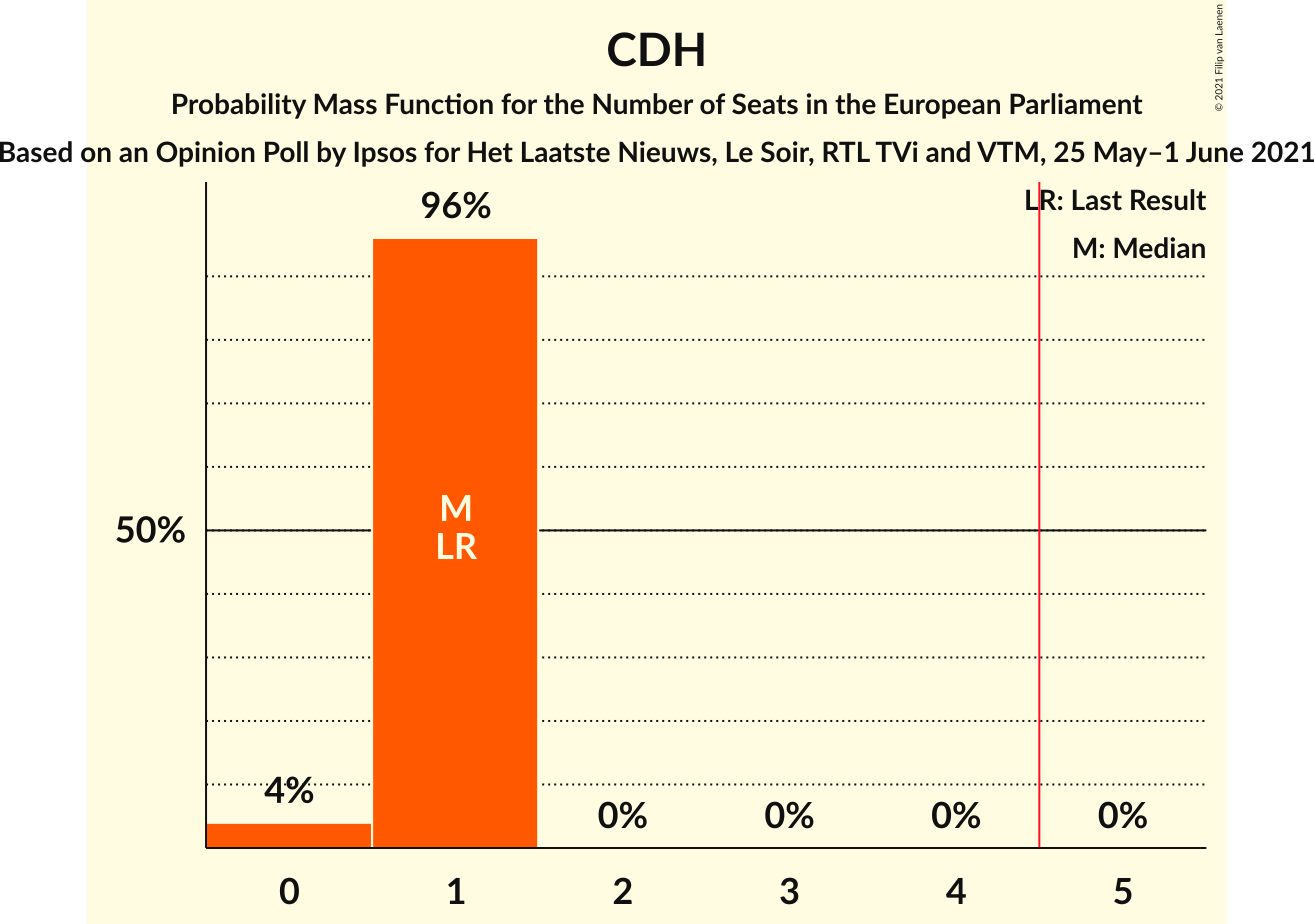 CDH
Probability Mass Function for the Number of Seats in the European Parliament
Based on an Opinion Poll by Ipsos for Het Laatste Nieuws, Le Soir, RTL TVi and VTM, 25 May–1 June 2021
© 2021 Filip van Laenen
LR: Last Result
M: Median
96%
50%
M
LR
4%
0%
0%
0%
0%
0
1
2
3
4
5